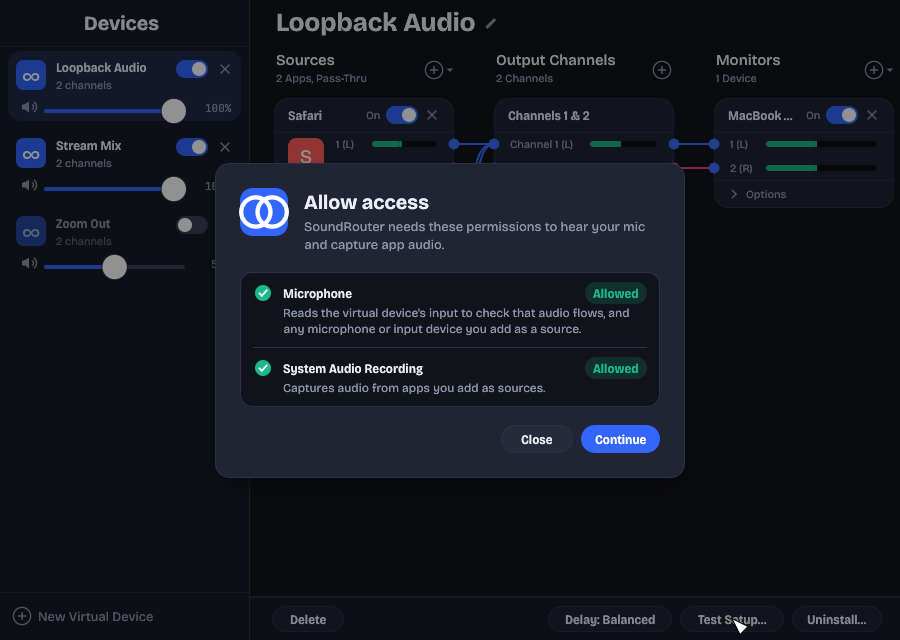 Devices
Loopback Audio
2 channels
100%
Stream Mix
2 channels
Zoom Out
2 channels
New Virtual Device
Loopback Audio
Sources
2 Apps, Pass-Thru
Output Channels
2 Channels
Monitors
1 Device
Safari
On
S
1 (L)
Channels 1 & 2
Channel 1 (L)
MacBook ...
On
1 (L)
2 (R)
Options
Allow access
SoundRouter needs these permissions to hear your mic
and capture app audio.
Microphone
Allowed
Reads the virtual device's input to check that audio flows, and
any microphone or input device you add as a source.
System Audio Recording
Allowed
Captures audio from apps you add as sources.
Close
Continue
Delete
Delay: Balanced
Test Setup...
Uninstall...